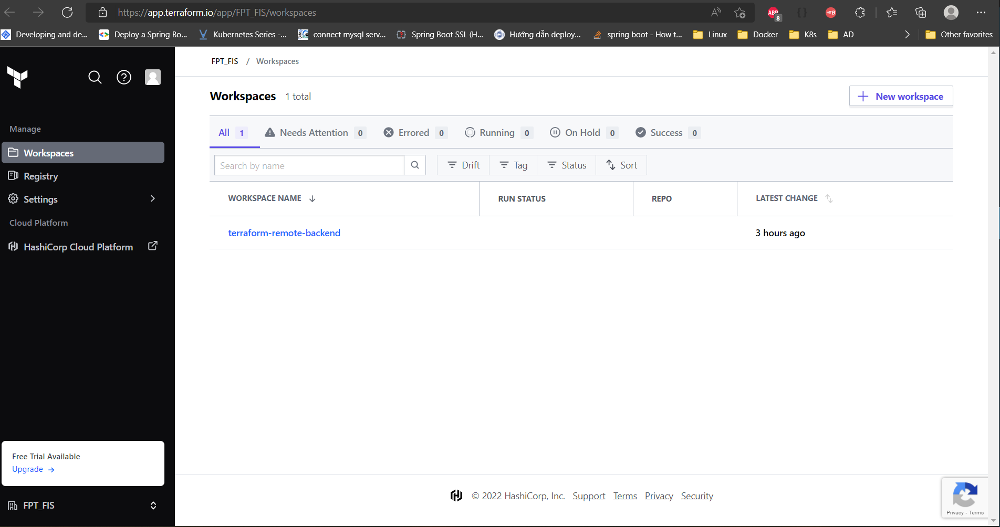 https://app.terraform.io/app/FPT_FIS/workspaces
ABP 8
Developing and de... Deploy a Spring Bo... Kubernetes Series -... connect mysql serv... Spring Boot SSL (H... Hướng dẫn deploy... spring boot - How t... Linux Docker K8s AD Other favorites
FPT_FIS / Workspaces
Workspaces 1 total
New workspace
Manage
Workspaces
Registry
Settings
Cloud Platform
HashiCorp Cloud Platform
All 1 Needs Attention 0 Errored 0 Running 0 On Hold 0 Success 0
Search by name Drift Tag Status Sort
WORKSPACE NAME RUN STATUS REPO LATEST CHANGE
terraform-remote-backend 3 hours ago
Free Trial Available
Upgrade →
FPT_FIS
© 2022 HashiCorp, Inc. Support Terms Privacy Security
Privacy - Terms